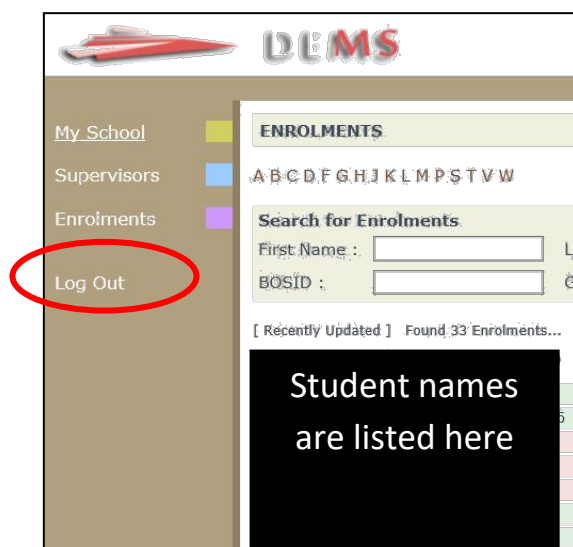 DEMS
My School
Supervisors
Enrolments
Log Out
ENROLMENTS
A B C D F G H I J K L M P S T V W
Search for Enrolments
First Name :
L
BOSID :
[ Recently Updated ] Found 33 Enrolments...
Student names
are listed here